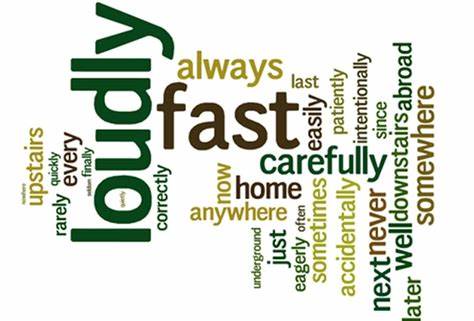 loudly
always
last
fast
easily
patiently
intentionally
since
abroad
somewhere
upstairs
every
finally
quickly
rarely
seldom
quietly
correctly
carefully
downstairs
now
home
anywhere
sometimes
accidentally
never
next
well
later
just
often
eagerly
underground
nowhere